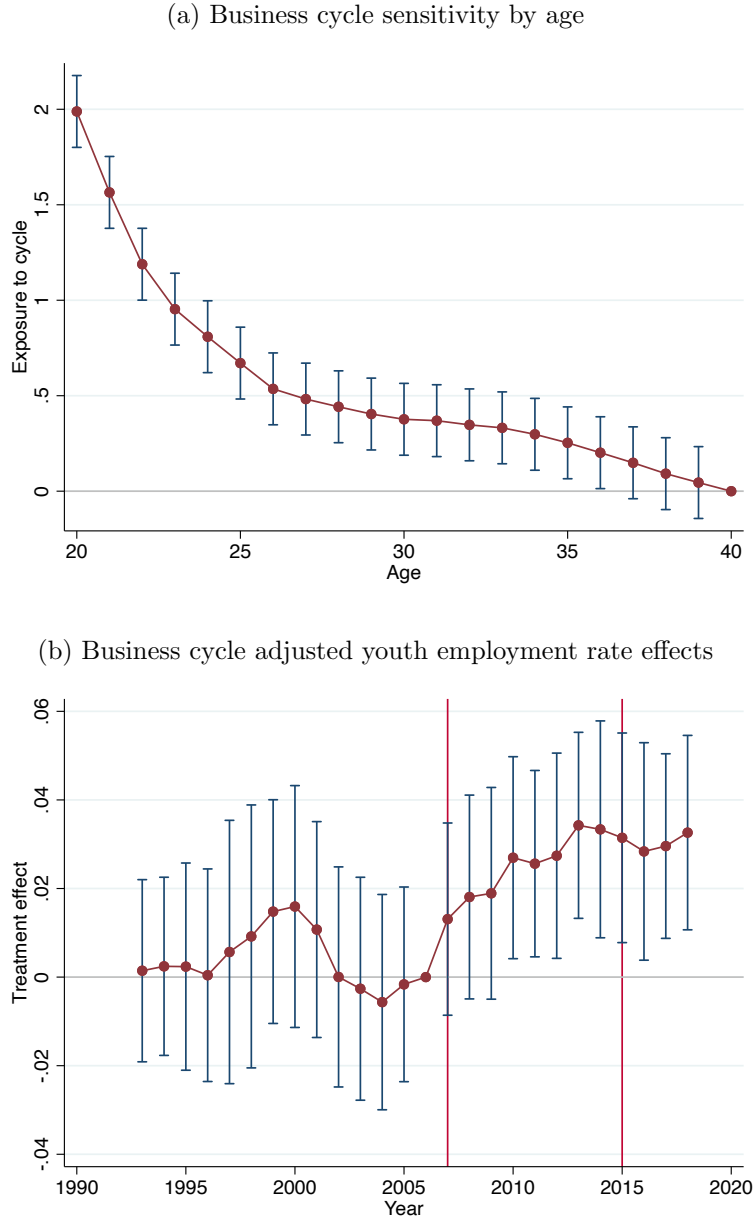 (a) Business cycle sensitivity by age
2
1.5
1
.5
0
Exposure to cycle
20 25 30 35 40
Age
(b) Business cycle adjusted youth employment rate effects
.06
.04
.02
0
-.02
-.04
Treatment effect
1990 1995 2000 2005 2010 2015 2020
Year